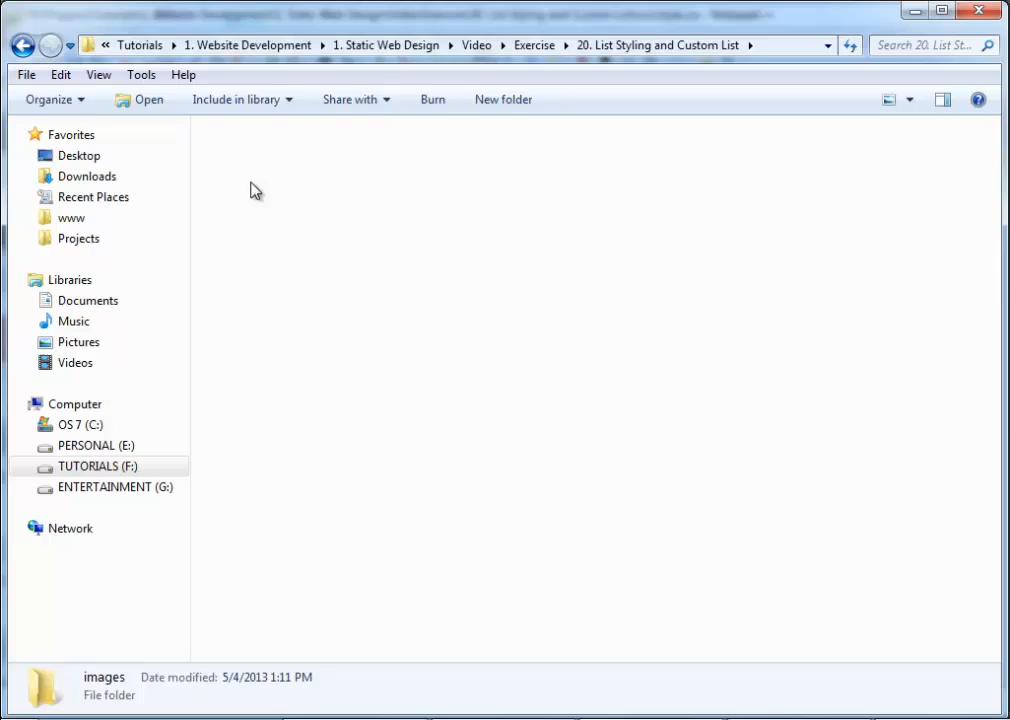 « Tutorials 1. Website Development 1. Static Web Design Video Exercise 20. List Styling and Custom List Search 20. List St...
File Edit View Tools Help
Organize Open Include in library Share with Burn New folder
Favorites
Desktop
Downloads
Recent Places
www
Projects
Libraries
Documents
Music
Pictures
Videos
Computer
OS 7 (C:)
PERSONAL (E:)
TUTORIALS (F:)
ENTERTAINMENT (G:)
Network
images Date modified: 5/4/2013 1:11 PM
File folder